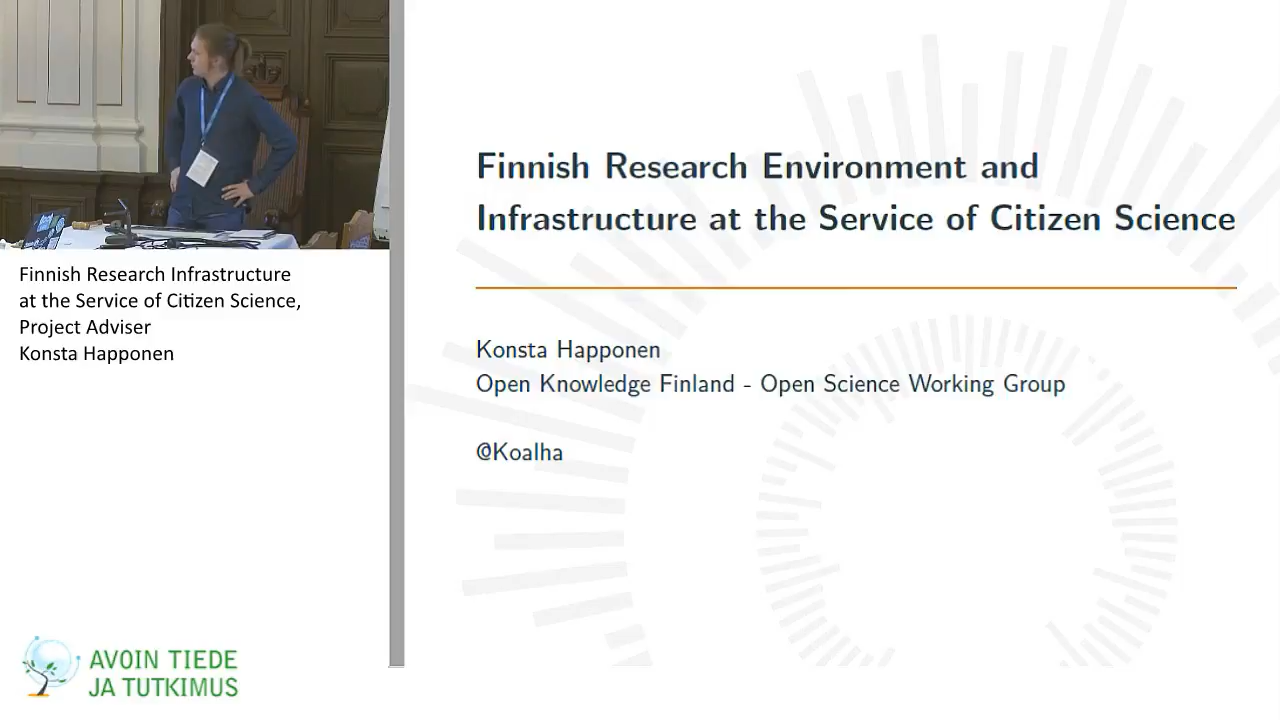 Finnish Research Infrastructure
at the Service of Citizen Science,
Project Adviser
Konsta Happonen
AVOIN TIEDE
JA TUTKIMUS
Finnish Research Environment and
Infrastructure at the Service of Citizen Science
Konsta Happonen
Open Knowledge Finland - Open Science Working Group
@Koalha